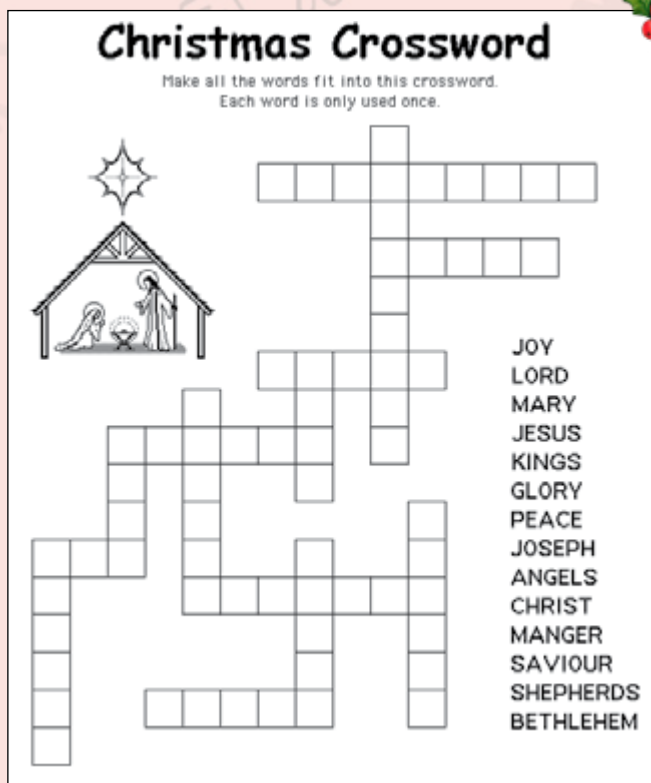 Christmas Crossword
Make all the words fit into this crossword.
Each word is only used once.
JOY
LORD
MARY
JESUS
KINGS
GLORY
PEACE
JOSEPH
ANGELS
CHRIST
MANGER
SAVIOUR
SHEPHERDS
BETHLEHEM